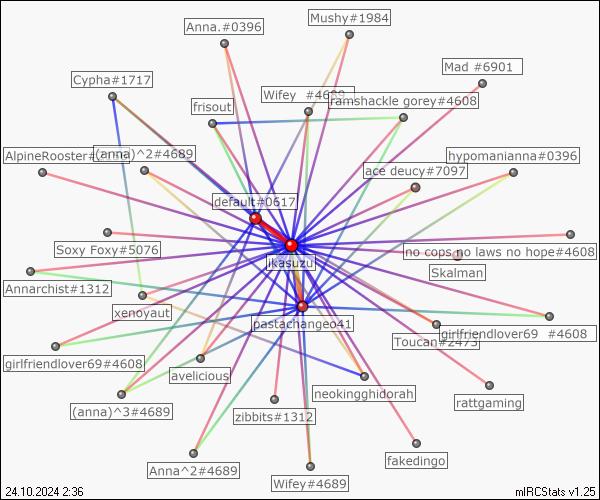 Mushy#1984
Anna.#0396
Mad #6901
Cypha#1717
Wifey #4689
ramshackle gorey#4608
frisout
AlpineRooster#
(anna)^2#4689
hypomanianna#0396
ace deucy#7097
default#0617
Soxy Foxy#5076
no cops no laws no hope#4608
ikasuzu
Skalman
Annarchist#1312
xenoyaut
pastachangeo41
girlfriendlover69 #4608
Toucan#2473
girlfriendlover69#4608
avelicious
neokingghidorah
rattgaming
(anna)^3#4689
zibbits#1312
fakedingo
Anna^2#4689
Wifey#4689
24.10.2024 2:36
mIRCStats v1.25